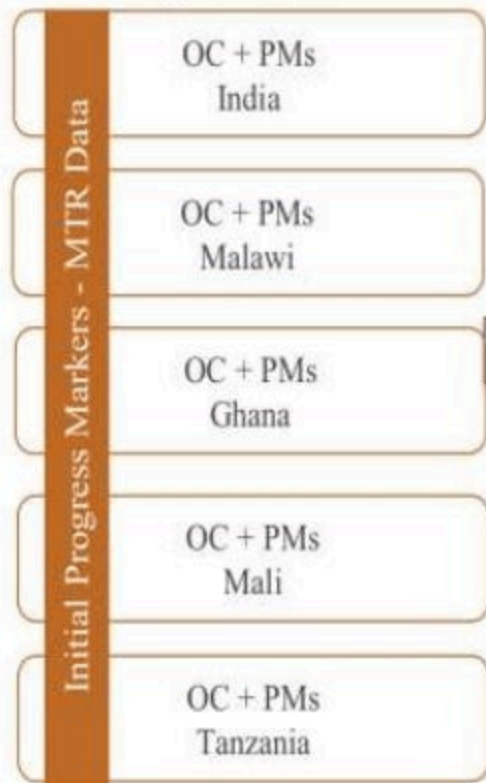 Initial Progress Markers - MTR Data
OC + PMs
India
OC + PMs
Malawi
OC + PMs
Ghana
OC + PMs
Mali
OC + PMs
Tanzania